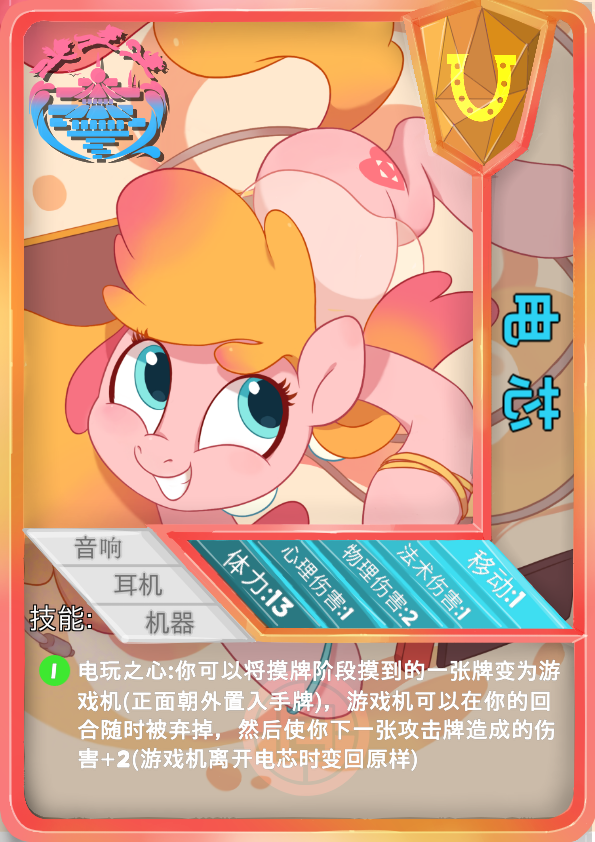 电芯
音响
耳机
机器
体力:13
心理伤害:1
物理伤害:2
法术伤害:1
移动:1
技能:
1 电玩之心:你可以将摸牌阶段摸到的一张牌变为游
戏机(正面朝外置入手牌)，游戏机可以在你的回
合随时被弃掉，然后使你下一张攻击牌造成的伤
害+2(游戏机离开电芯时变回原样)